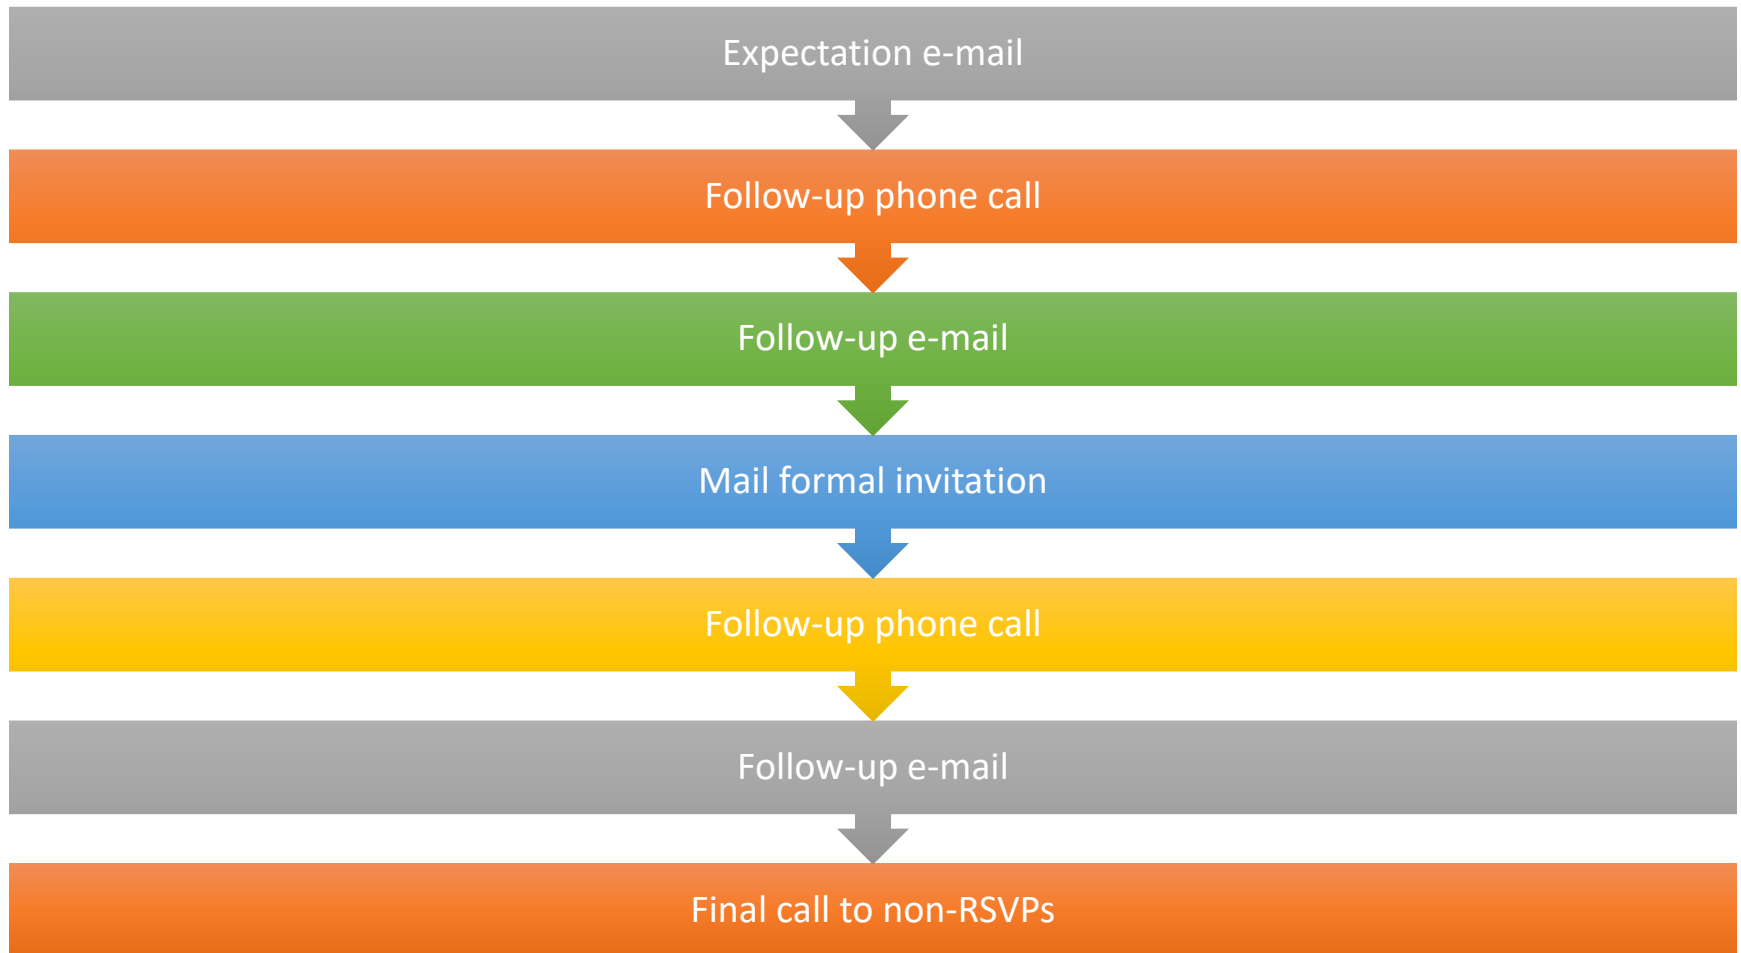 Expectation e-mail
Follow-up phone call
Follow-up e-mail
Mail formal invitation
Follow-up phone call
Follow-up e-mail
Final call to non-RSVPs